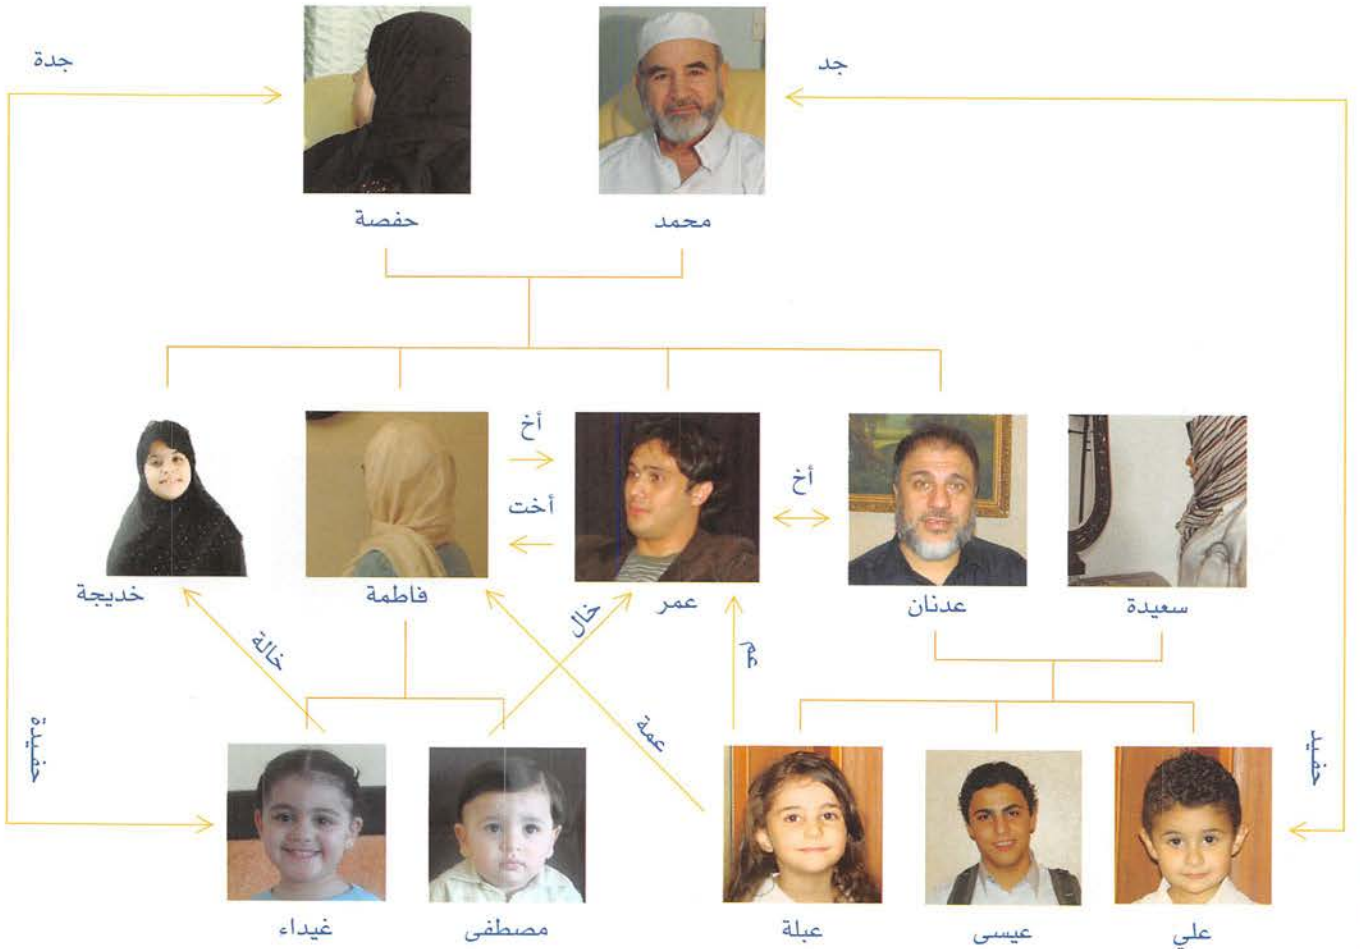 جد
جدة
محمد
حفصة
أخ
أخ
أخت
سعيدة
عدنان
عمر
فاطمة
خديجة
عم
خال
خالة
عمة
حفيد
حفيدة
علي
عيسى
عبلة
مصطفى
غيداء